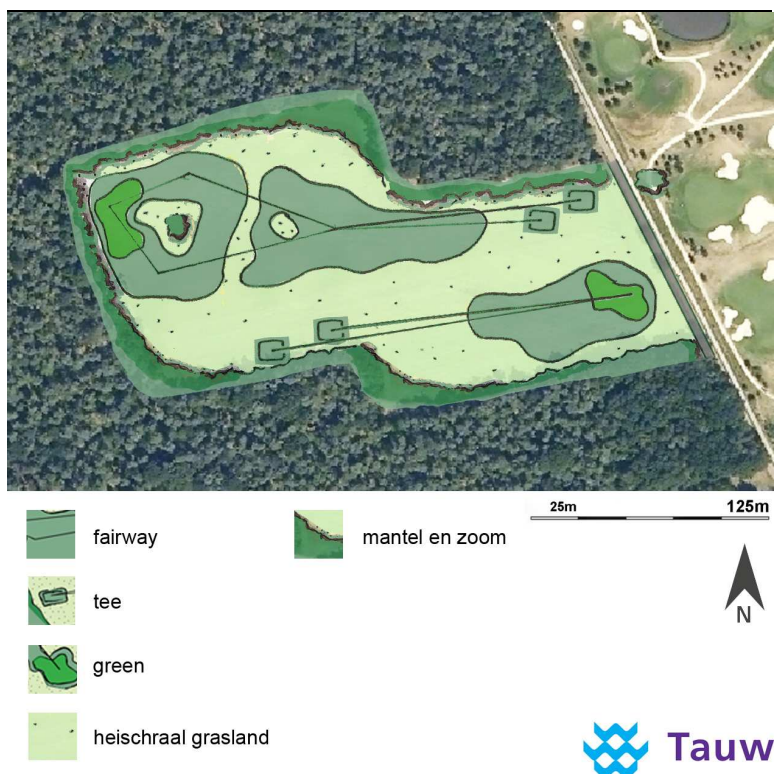 25m 125m
fairway
mantel en zoom
tee
N
green
heischraal grasland
Tauw